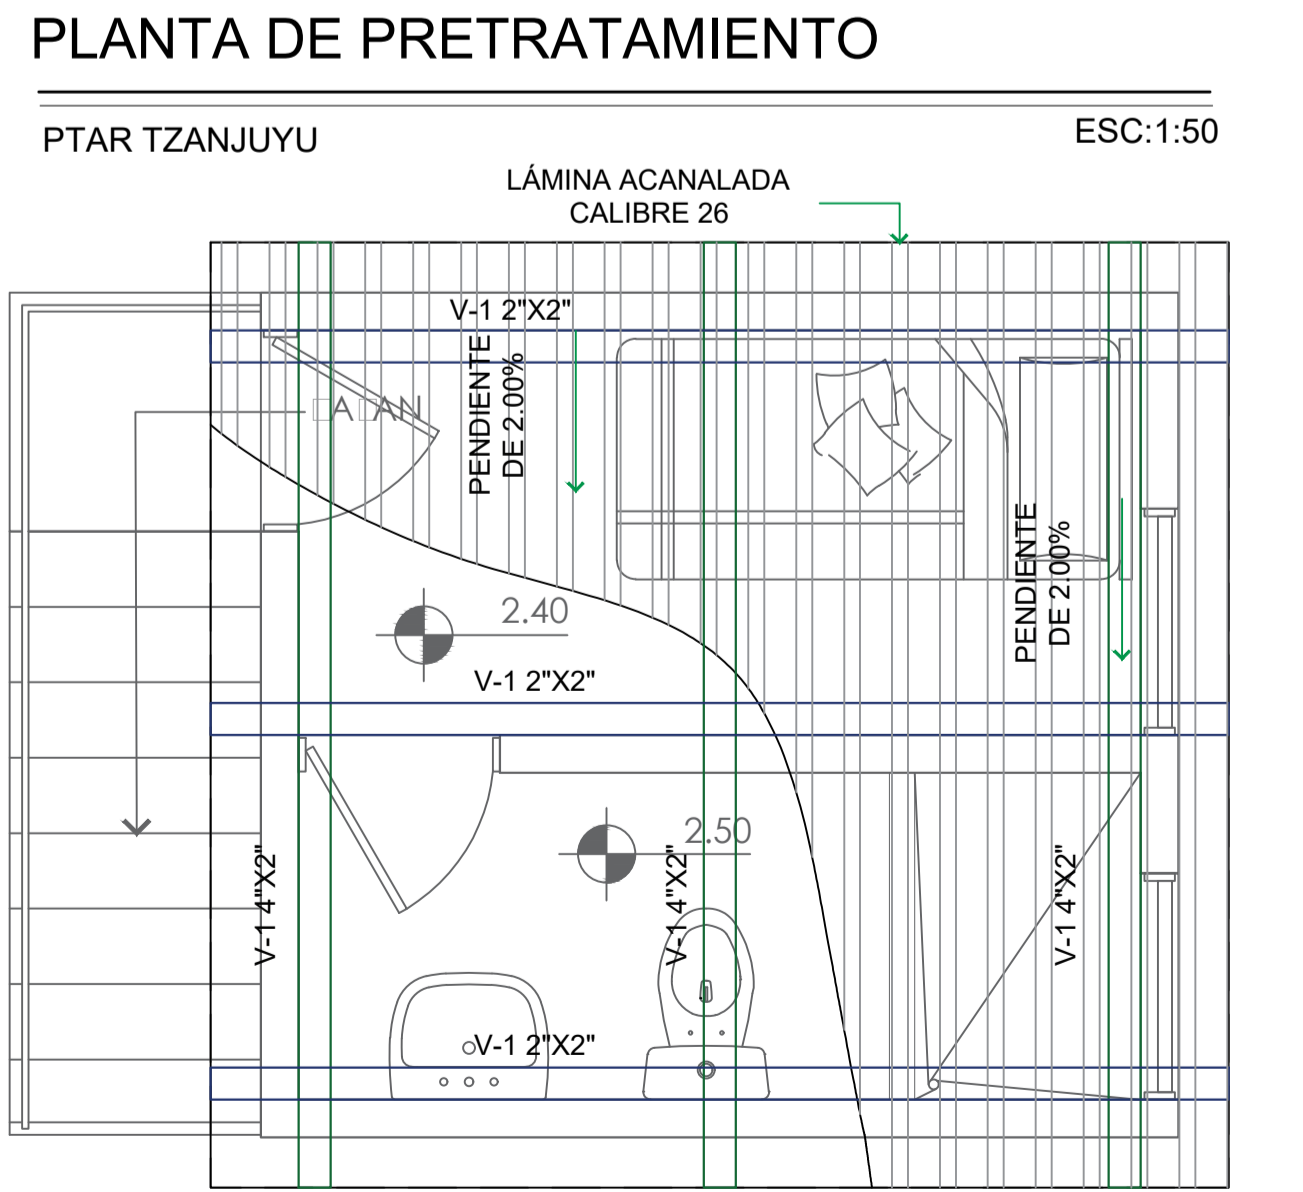 PLANTA DE PRETRATAMIENTO
PTAR TZANJUYU
ESC:1:50
LÁMINA ACANALADA
CALIBRE 26
V-1 2"X2"
PENDIENTE
DE 2.00%
PENDIENTE
DE 2.00%
2.40
V-1 2"X2"
2.50
V-1 4"X2"
V-1 4"X2"
V-1 4"X2"
V-1 2"X2"